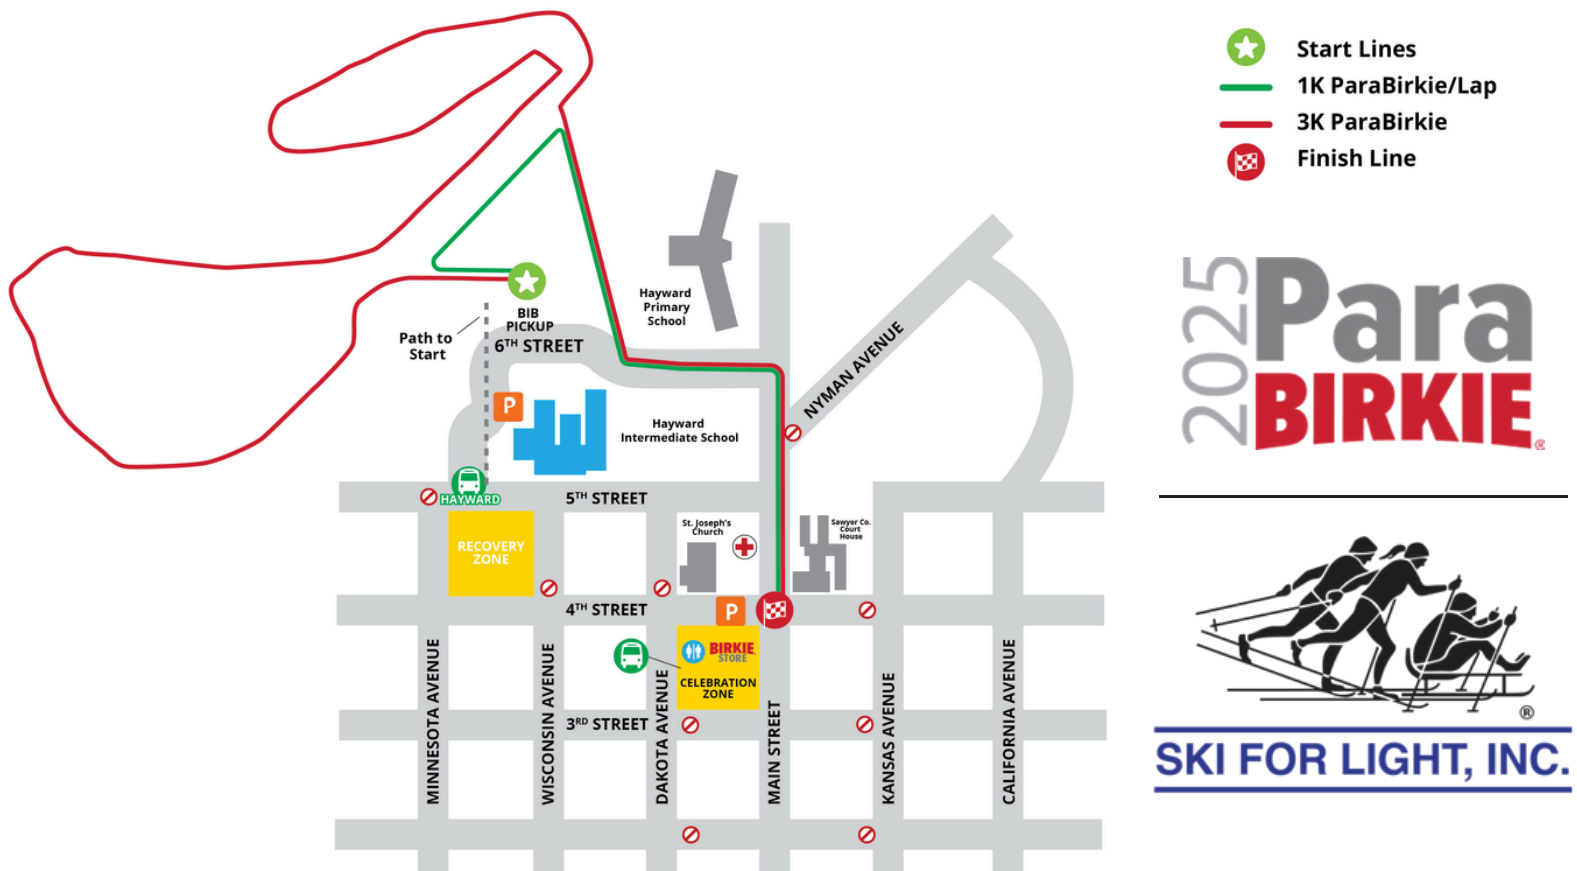 Start Lines
1K ParaBirkie/Lap
3K ParaBirkie
Finish Line
2025
Para
BIRKIE®
®
SKI FOR LIGHT, INC.
Hayward
Primary
School
BIB
PICKUP
Path to
Start
6TH STREET
NYMAN AVENUE
P
Hayward
Intermediate School
HAYWARD
5TH STREET
RECOVERY
ZONE
St. Joseph's
Church
Sawyer Co.
Court
House
4TH STREET
P
BIRKIE
STORE
CELEBRATION
ZONE
3RD STREET
MINNESOTA AVENUE
WISCONSIN AVENUE
DAKOTA AVENUE
MAIN STREET
KANSAS AVENUE
CALIFORNIA AVENUE